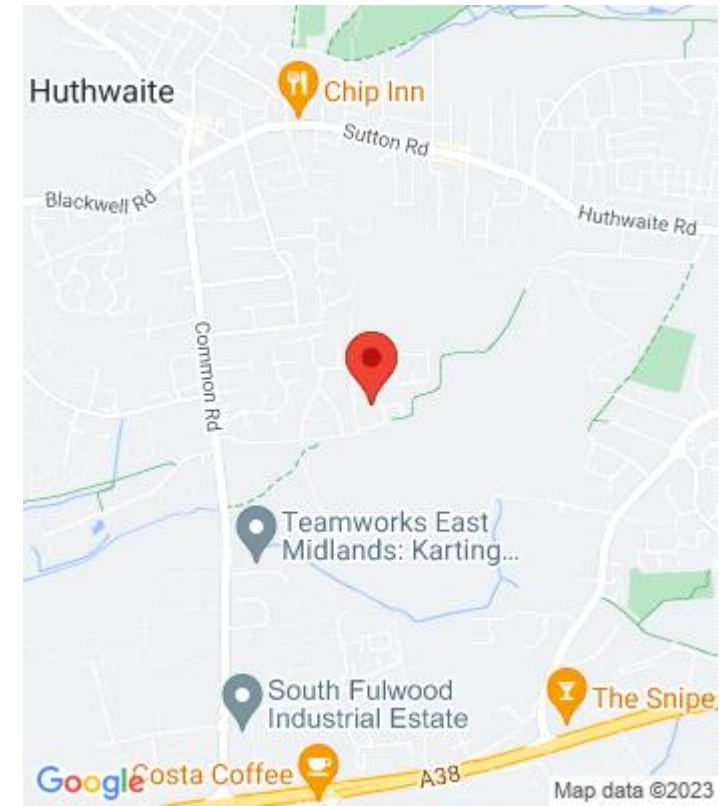 Huthwaite
Chip Inn
Sutton Rd
Blackwell Rd
Huthwaite Rd
Common Rd
Teamworks East
Midlands: Karting...
South Fulwood
Industrial Estate
The Snipe
Costa Coffee
A38
Google
Map data ©2023